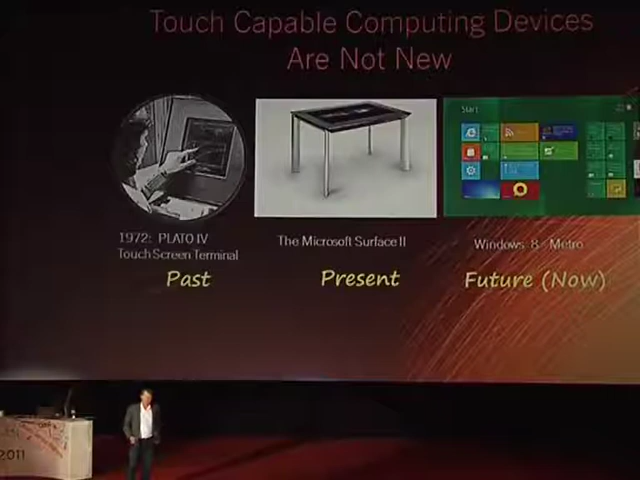 Touch Capable Computing Devices
Are Not New
Start
1972: PLATO IV
Touch Screen Terminal
Past
The Microsoft Surface II
Present
Windows 8 - Metro
Future (Now)
2011